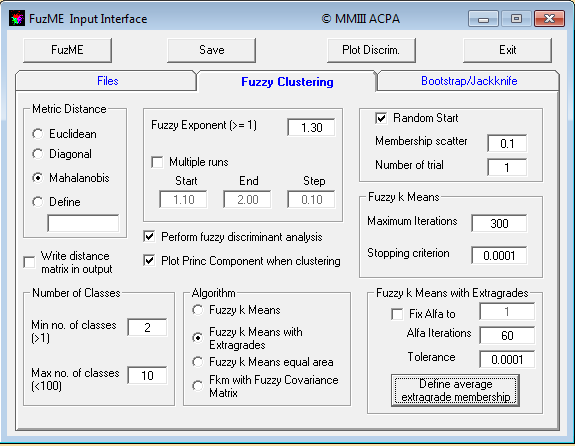 FuzME Input Interface
© MMIII ACPA
FuzME
Save
Plot Discrim.
Exit
Files
Fuzzy Clustering
Bootstrap/Jackknife
Metric Distance
Euclidean
Diagonal
Mahalanobis
Define
Write distance
matrix in output
Fuzzy Exponent (>= 1)
1.30
Multiple runs
Start
End
Step
1.10
2.00
0.10
Perform fuzzy discriminant analysis
Plot Princ Component when clustering
Random Start
Membership scatter
0.1
Number of trial
1
Fuzzy k Means
Maximum Iterations
300
Stopping criterion
0.0001
Number of Classes
Min no. of classes
(>1)
2
Max no. of classes
(<100)
10
Algorithm
Fuzzy k Means
Fuzzy k Means with
Extragrades
Fuzzy k Means equal area
Fkm with Fuzzy Covariance
Matrix
Fuzzy k Means with Extragrades
Fix Alfa to
1
Alfa Iterations
60
Tolerance
0.0001
Define average
extragrade membership